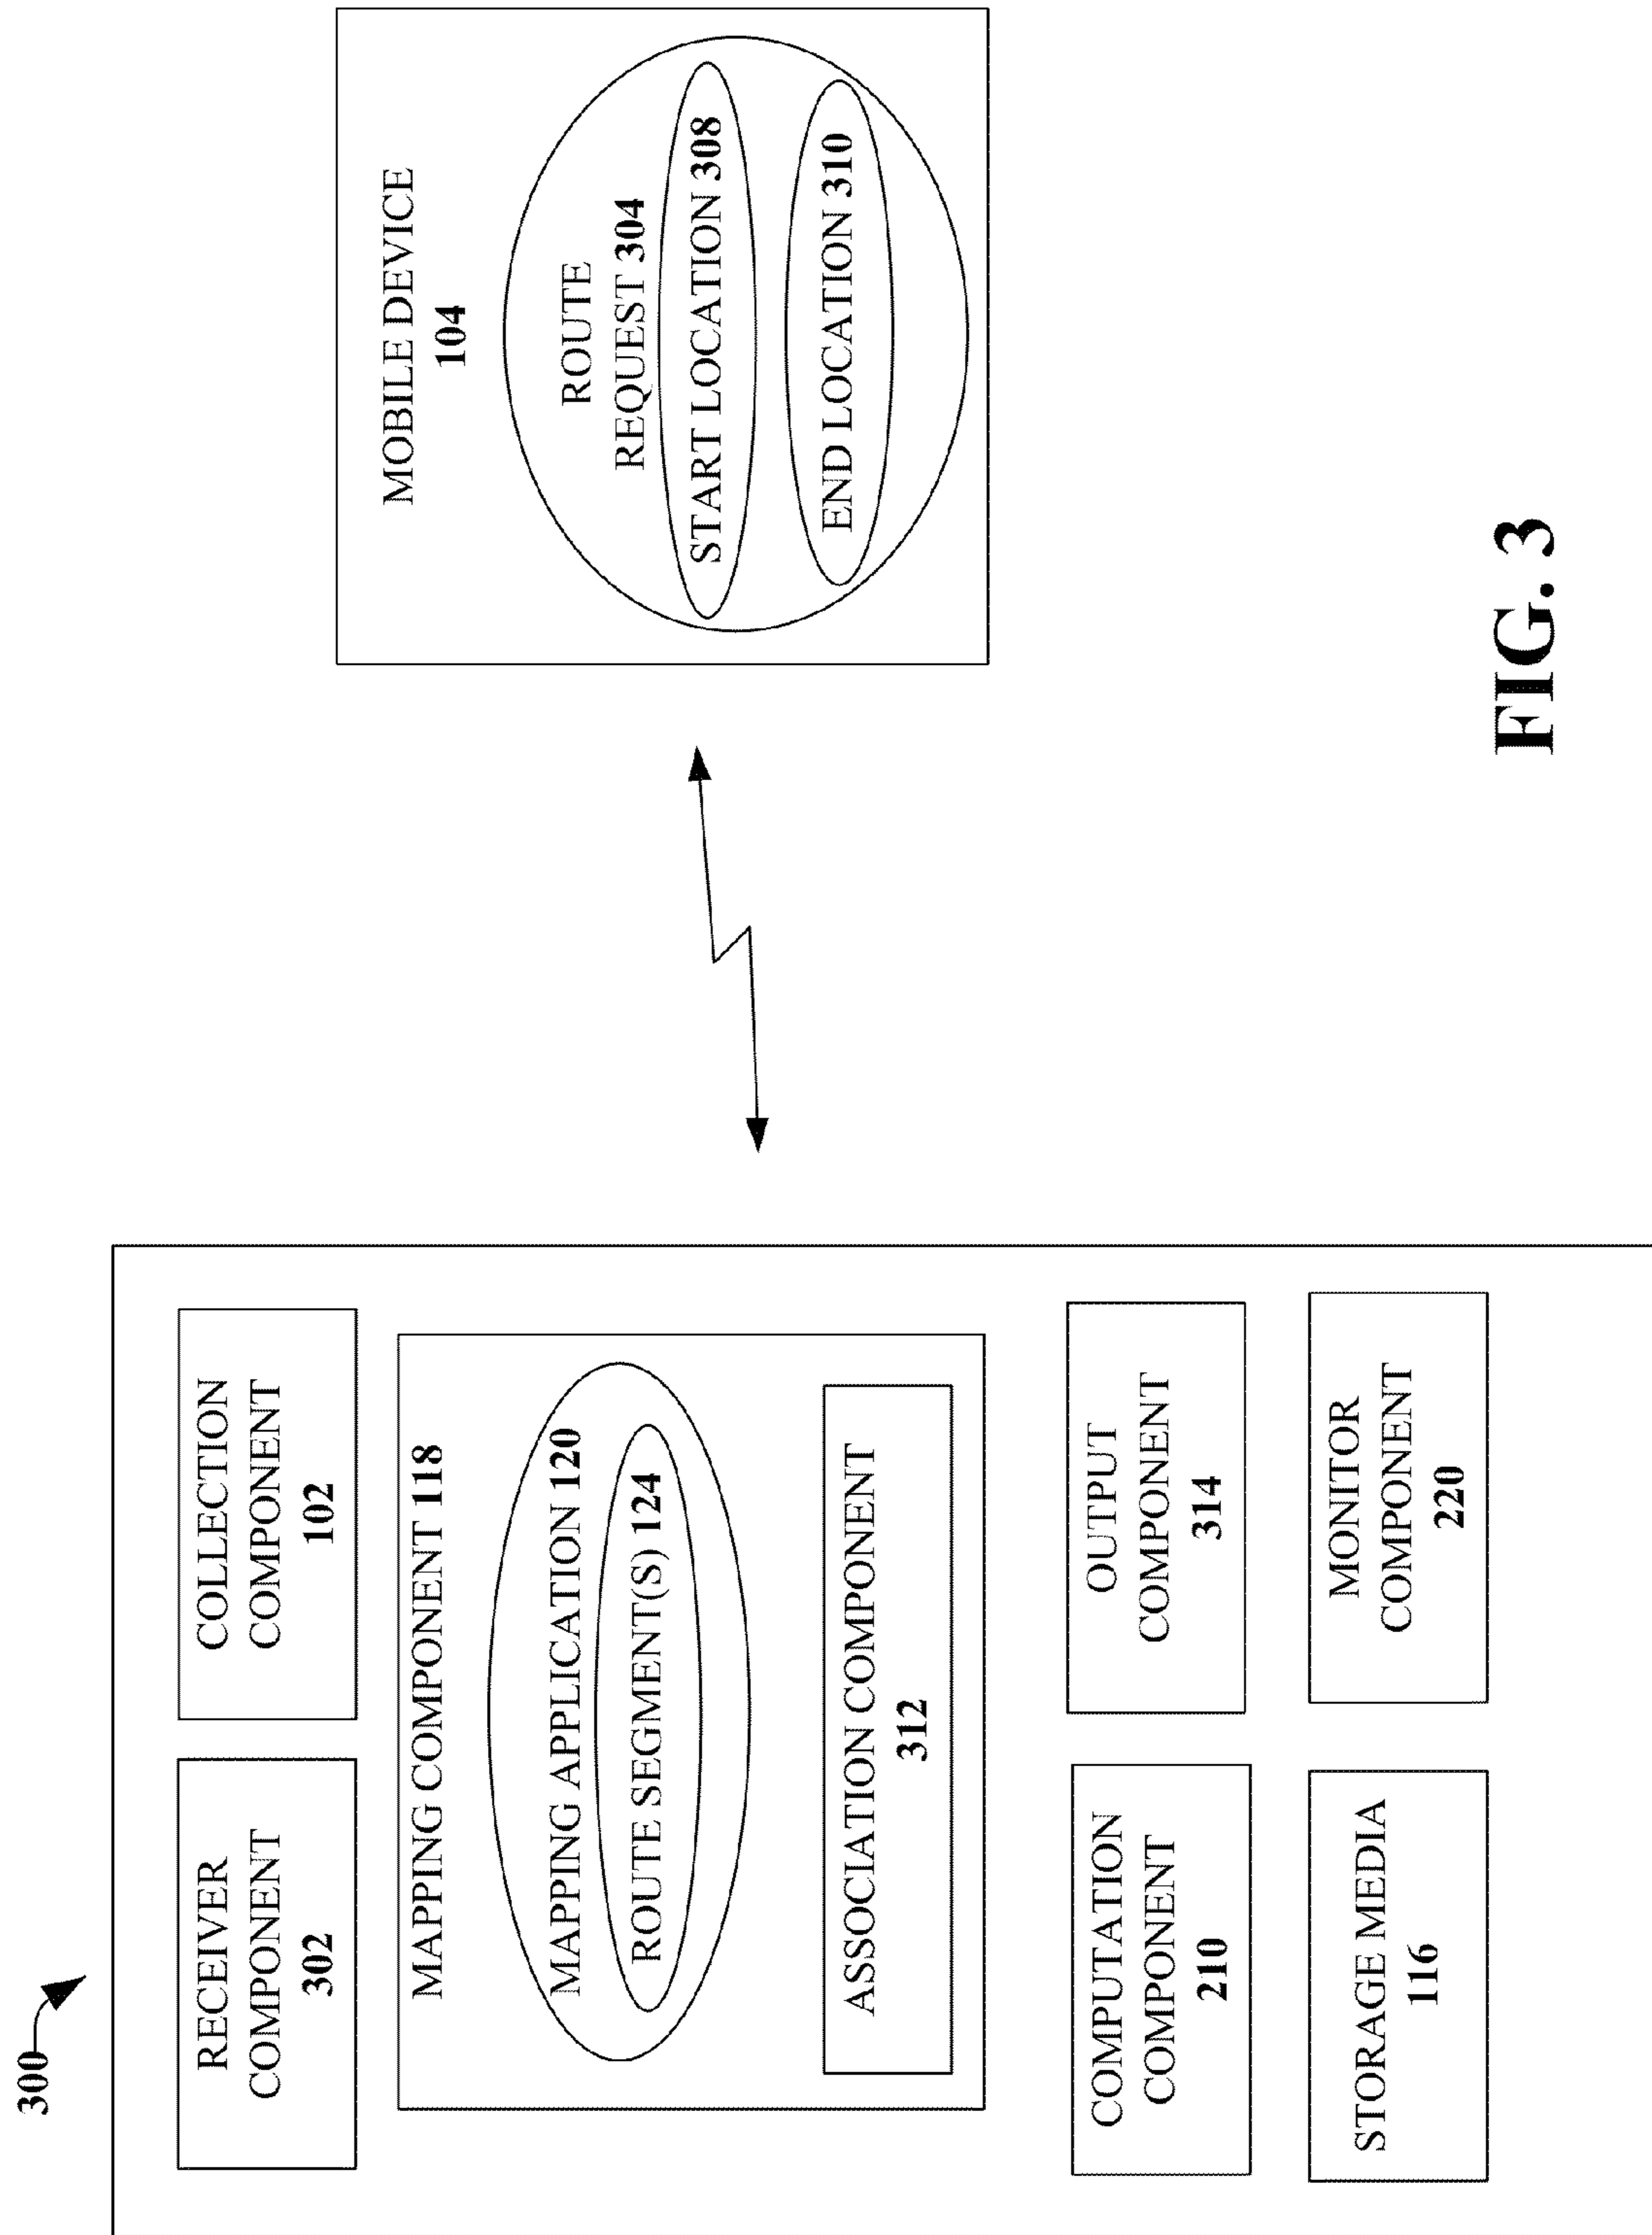 300
RECEIVER
COMPONENT
302
COLLECTION
COMPONENT
102
MAPPING COMPONENT 118
MAPPING APPLICATION 120
ROUTE SEGMENT(S) 124
ASSOCIATION COMPONENT
312
COMPUTATION
COMPONENT
210
OUTPUT
COMPONENT
314
STORAGE MEDIA
116
MONITOR
COMPONENT
220
MOBILE DEVICE
104
ROUTE
REQUEST 304
START LOCATION 308
END LOCATION 310
FIG. 3